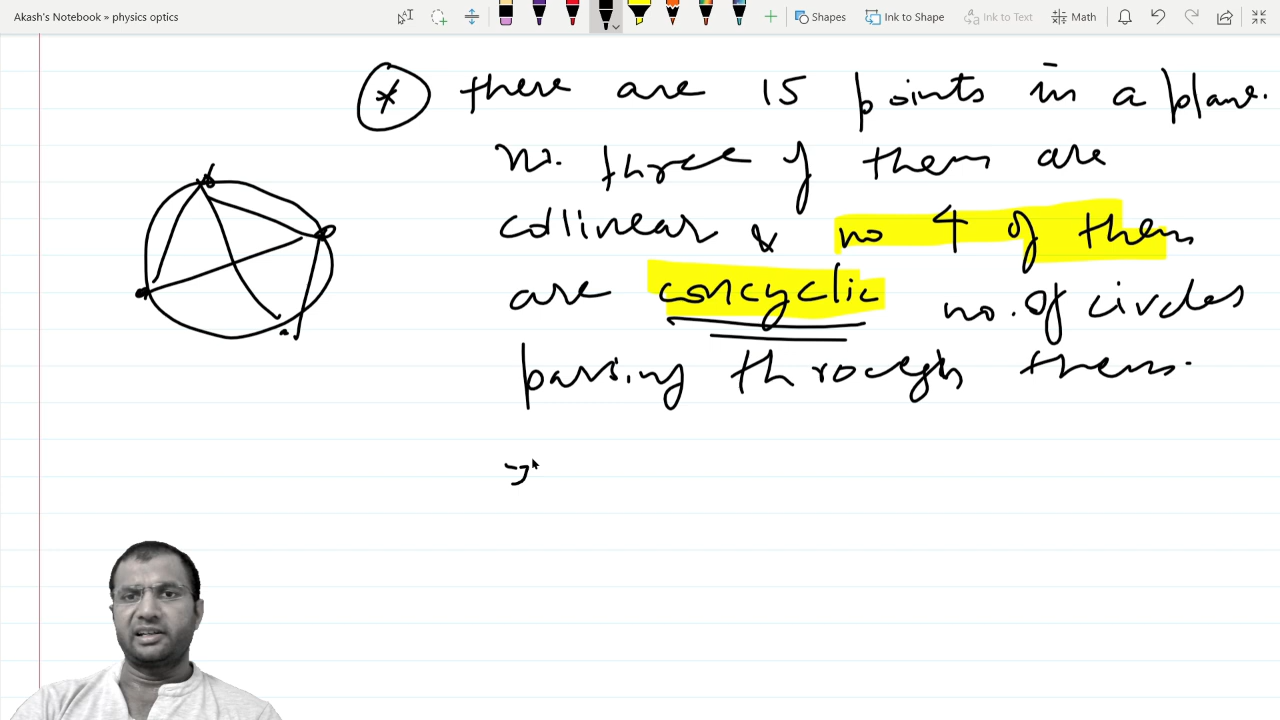 Akash's Notebook » physics optics
Shapes
Ink to Shape
Ink to Text
Math
there are 15 points in a plane.
no. three of them are
collinear & no 4 of them
are concyclic no. of circles
passing through them.